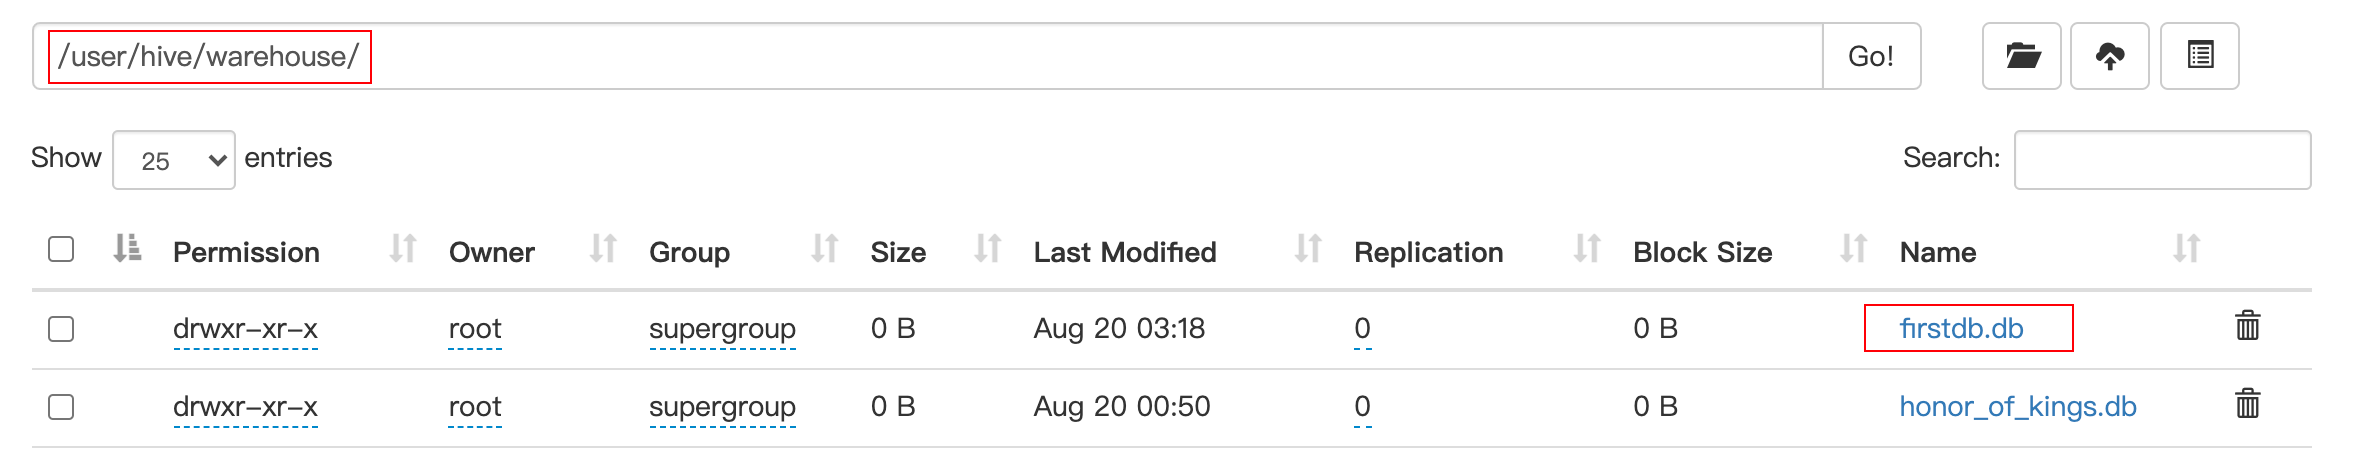 /user/hive/warehouse/ Go!
Show 25 entries Search:
Permission Owner Group Size Last Modified Replication Block Size Name
drwxr-xr-x root supergroup 0 B Aug 20 03:18 0 0 B firstdb.db
drwxr-xr-x root supergroup 0 B Aug 20 00:50 0 0 B honor_of_kings.db